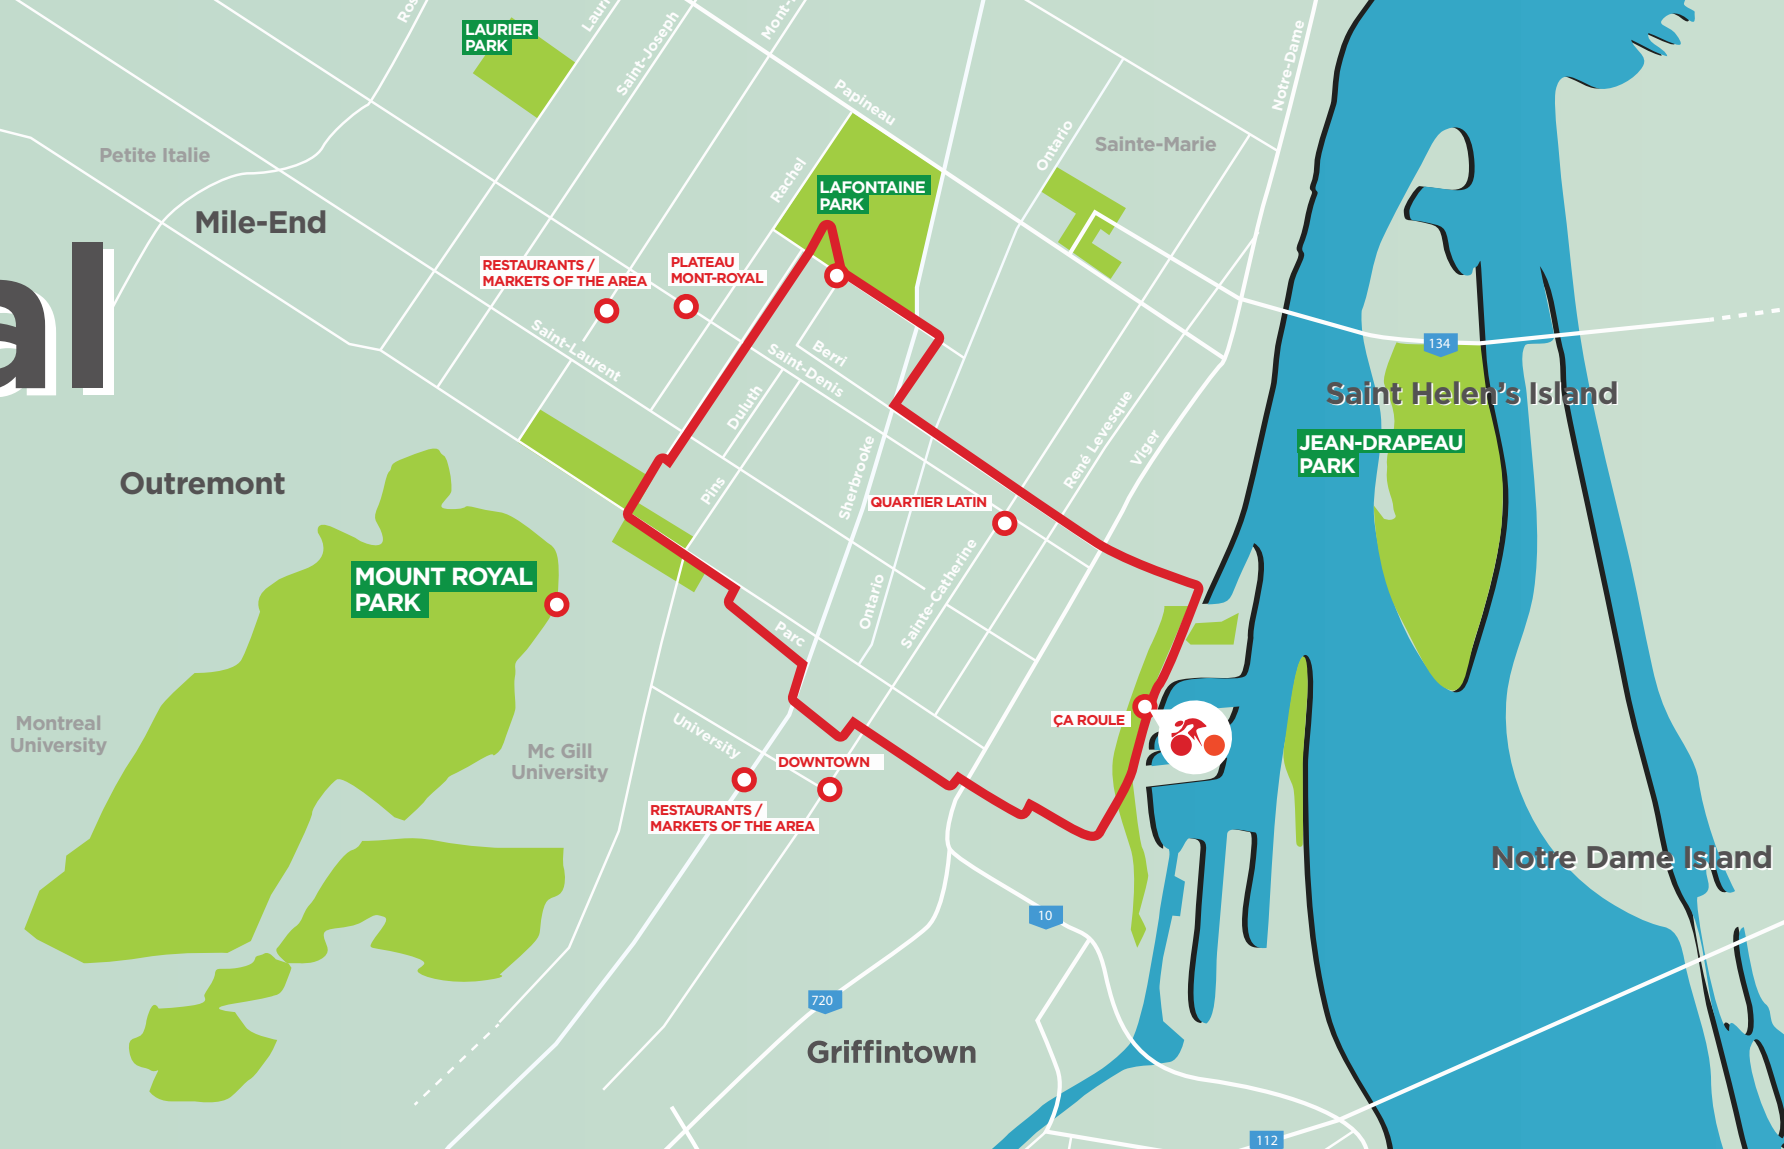 al
LAURIER
PARK
Saint-Joseph
Papineau
Notre-Dame
Petite Italie
Mile-End
Rachel
LAFONTAINE
PARK
Ontario
Sainte-Marie
RESTAURANTS /
MARKETS OF THE AREA
PLATEAU
MONT-ROYAL
Saint-Laurent
Berri
Saint-Denis
134
Saint Helen's Island
JEAN-DRAPEAU
PARK
Duluth
René Levesque
Viger
Sherbrooke
Pins
Outremont
QUARTIER LATIN
MOUNT ROYAL
PARK
Ontario
Sainte-Catherine
Parc
Montreal
University
Mc Gill
University
University
ÇA ROULE
DOWNTOWN
RESTAURANTS /
MARKETS OF THE AREA
Notre Dame Island
10
720
Griffintown
112